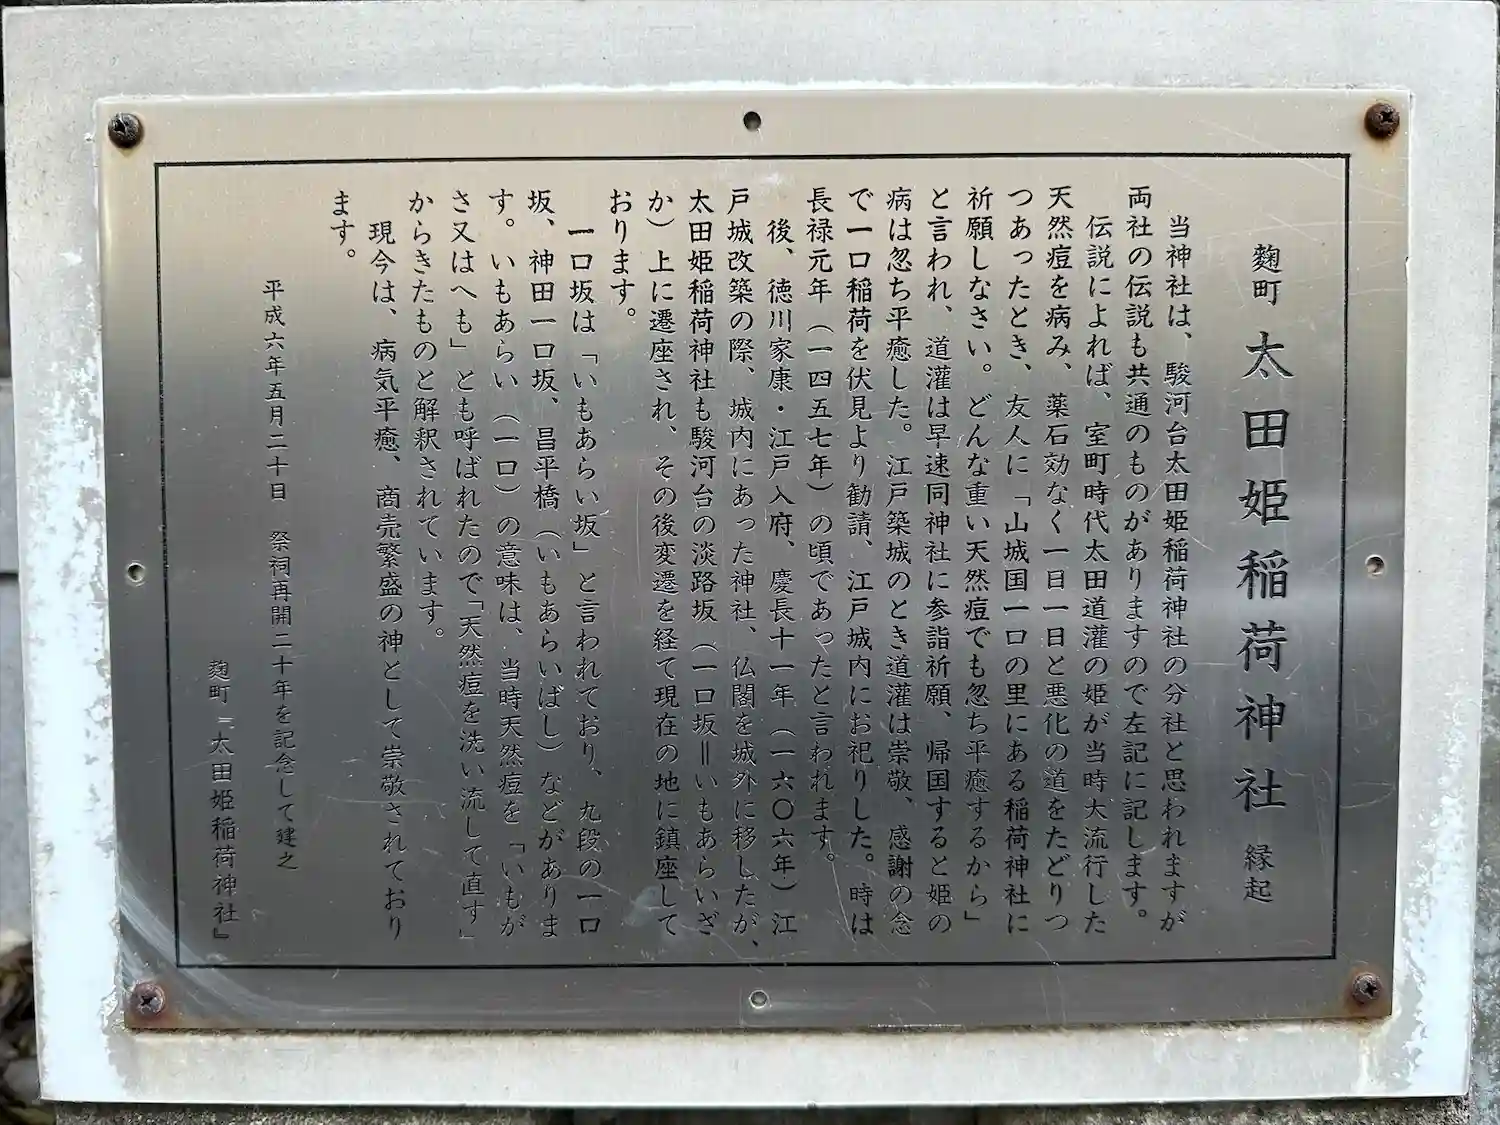 麴町 太田姫稲荷神社 縁起
当神社は、駿河台太田姫稲荷神社の分社と思われますが
両社の伝説も共通のものがありますので左記に記します。
伝説によれば、室町時代太田道灌の姫が当時大流行した
天然痘を病み、薬石効なく一日一日と悪化の道をたどりつ
つあったとき、友人に「山城国一口の里にある稲荷神社に
祈願しなさい。どんな重い天然痘でも忽ち平癒するから」
と言われ、道灌は早速同神社に参詣祈願、帰国すると姫の
病は忽ち平癒した。江戸築城のとき道灌は崇敬、感謝の念
で一口稲荷を伏見より勧請、江戸城内にお祀りした。時は
長禄元年（一四五七年）の頃であったと言われます。
後、徳川家康・江戸入府、慶長十一年（一六〇六年）江
戸城改築の際、城内にあった神社、仏閣を城外に移したが、
太田姫稲荷神社も駿河台の淡路坂（一口坂＝いもあらいざ
か）上に遷座され、その後変遷を経て現在の地に鎮座して
おります。
一口坂は「いもあらい坂」と言われており、九段の一口
坂、神田一口坂、昌平橋（いもあらいばし）などがありま
す。いもあらい（一口）の意味は、当時天然痘を「いもが
さ又はへも」とも呼ばれたので「天然痘を洗い流して直す」
からきたものと解釈されています。
現今は、病気平癒、商売繁盛の神として崇敬されており
ます。
平成六年五月二十日 祭祠再開二十年を記念して建之
麴町『太田姫稲荷神社』